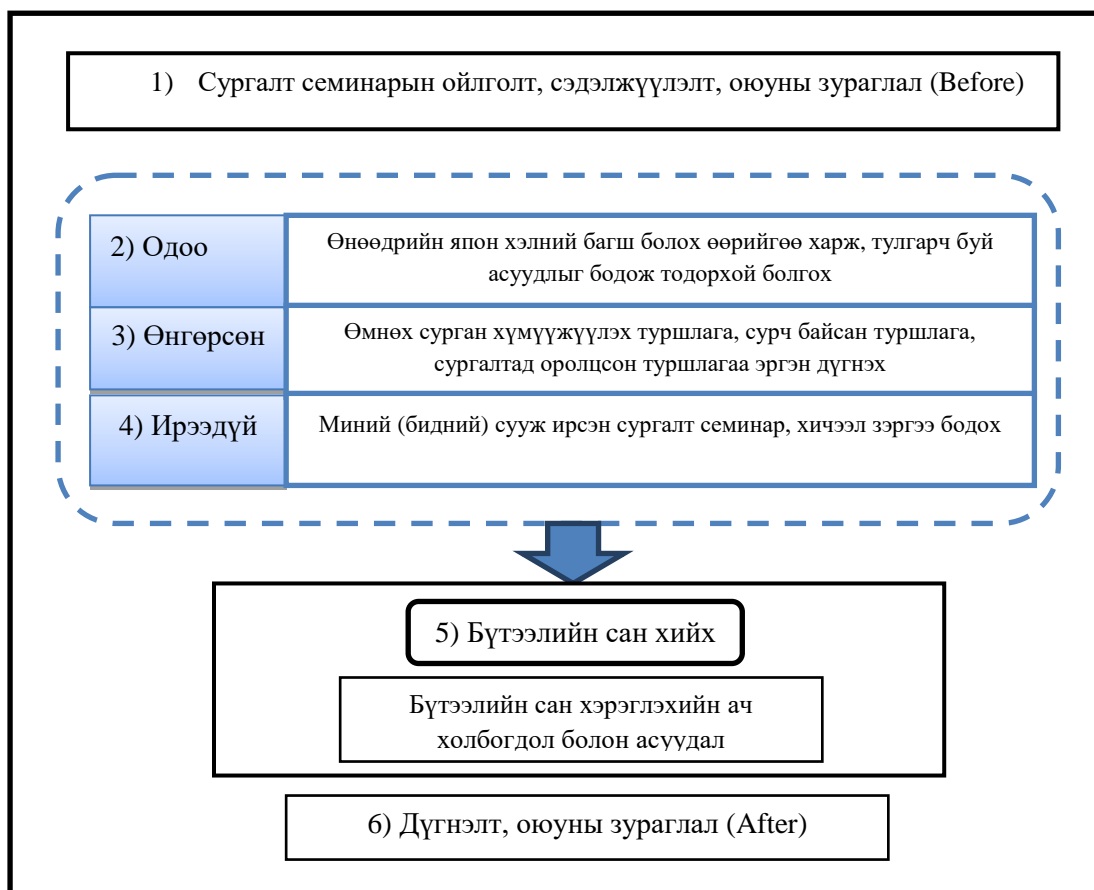 1) Сургалт семинарын ойлголт, сэдэлжүүлэлт, оюуны зураглал (Before)
2) Одоо
Өнөөдрийн япон хэлний багш болох өөрийгөө харж, тулгарч буй
асуудлыг бодож тодорхой болгох
3) Өнгөрсөн
Өмнөх сурган хүмүүжүүлэх туршлага, сурч байсан туршлага,
сургалтад оролцсон туршлагаа эргэн дүгнэх
4) Ирээдүй
Миний (бидний) сууж ирсэн сургалт семинар, хичээл зэргээ бодох
5) Бүтээлийн сан хийх
Бүтээлийн сан хэрэглэхийн ач
холбогдол болон асуудал
6) Дүгнэлт, оюуны зураглал (After)